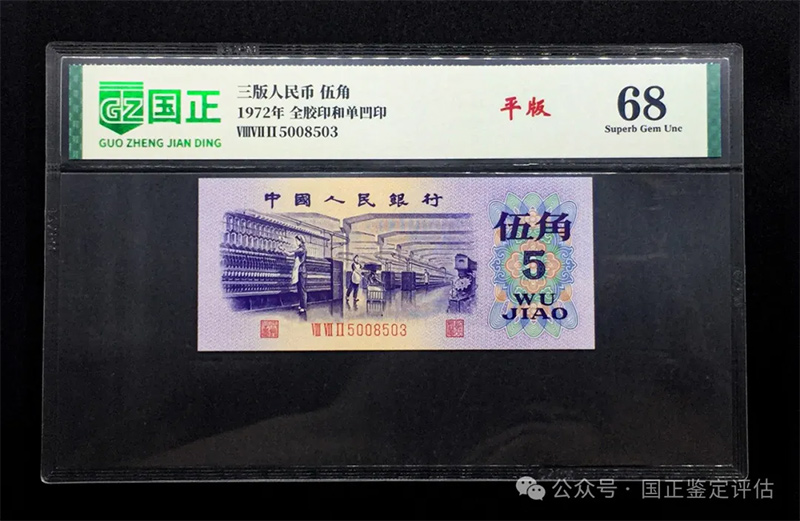 GZ 国正
GUO ZHENG JIAN DING
三版人民币 伍角
1972年 全胶印和单凹印
ⅧⅦⅡ5008503
平版
68
Superb Gem Unc
中國人民銀行
伍角
5
WU
JIAO
ⅧⅦⅡ5008503
公众号·国正鉴定评估